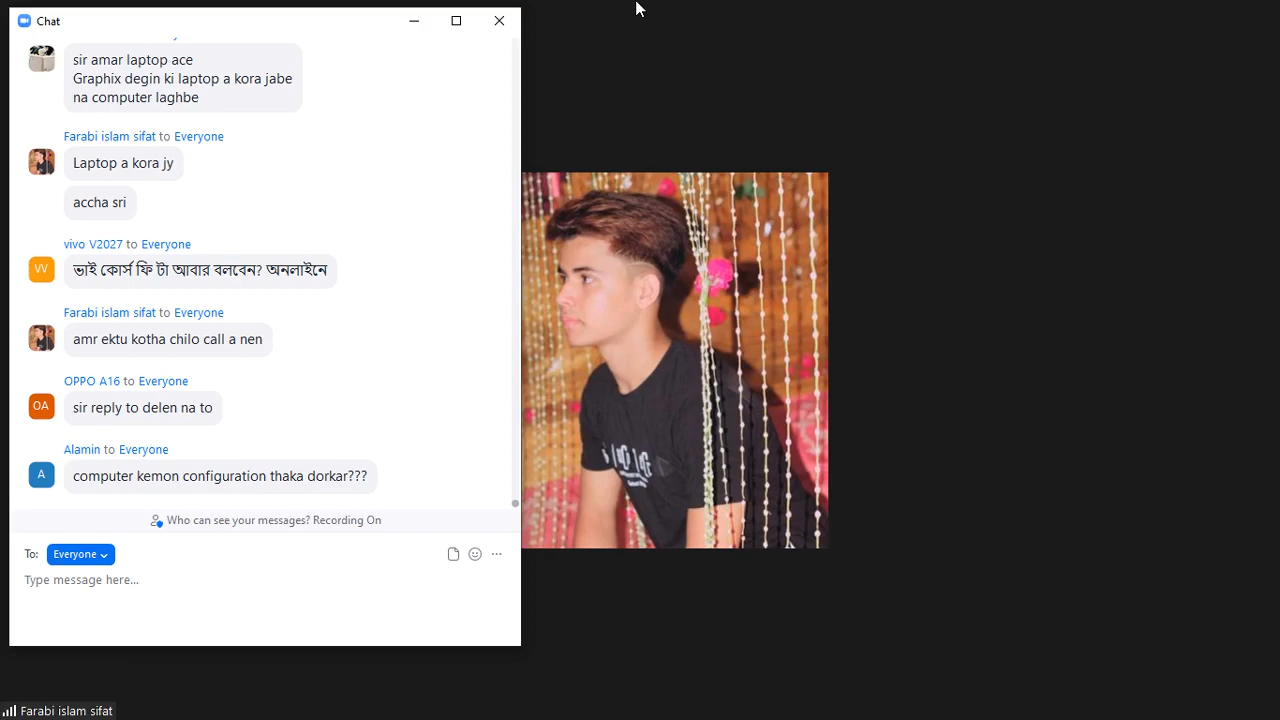 Chat
sir amar laptop ace
Graphix degin ki laptop a kora jabe
na computer laghbe
Farabi islam sifat to Everyone
Laptop a kora jy
accha sri
vivo V2027 to Everyone
VV
ভাই কোর্স ফি টা আবার বলবেন? অনলাইনে
Farabi islam sifat to Everyone
amr ektu kotha chilo call a nen
OPPO A16 to Everyone
OA
sir reply to delen na to
Alamin to Everyone
A
computer kemon configuration thaka dorkar???
Who can see your messages? Recording On
To: Everyone
Type message here...
Farabi islam sifat